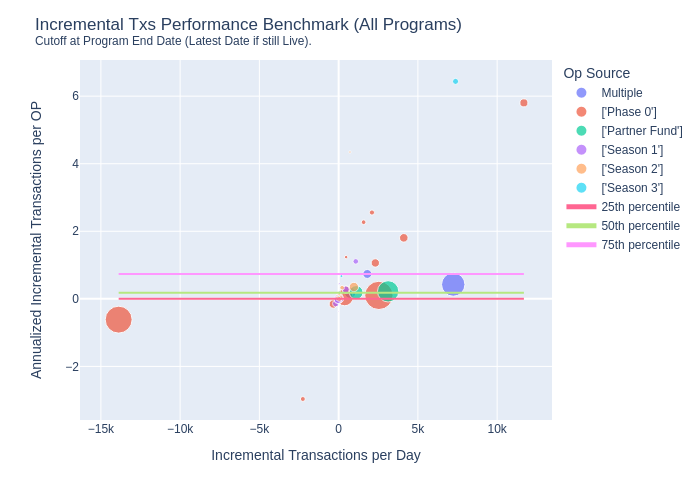 Incremental Txs Performance Benchmark (All Programs)
Cutoff at Program End Date (Latest Date if still Live).
Op Source
Multiple
['Phase 0']
['Partner Fund']
['Season 1']
['Season 2']
['Season 3']
25th percentile
50th percentile
75th percentile
Annualized Incremental Transactions per OP
6
4
2
0
−2
−15k
−10k
−5k
0
5k
10k
Incremental Transactions per Day